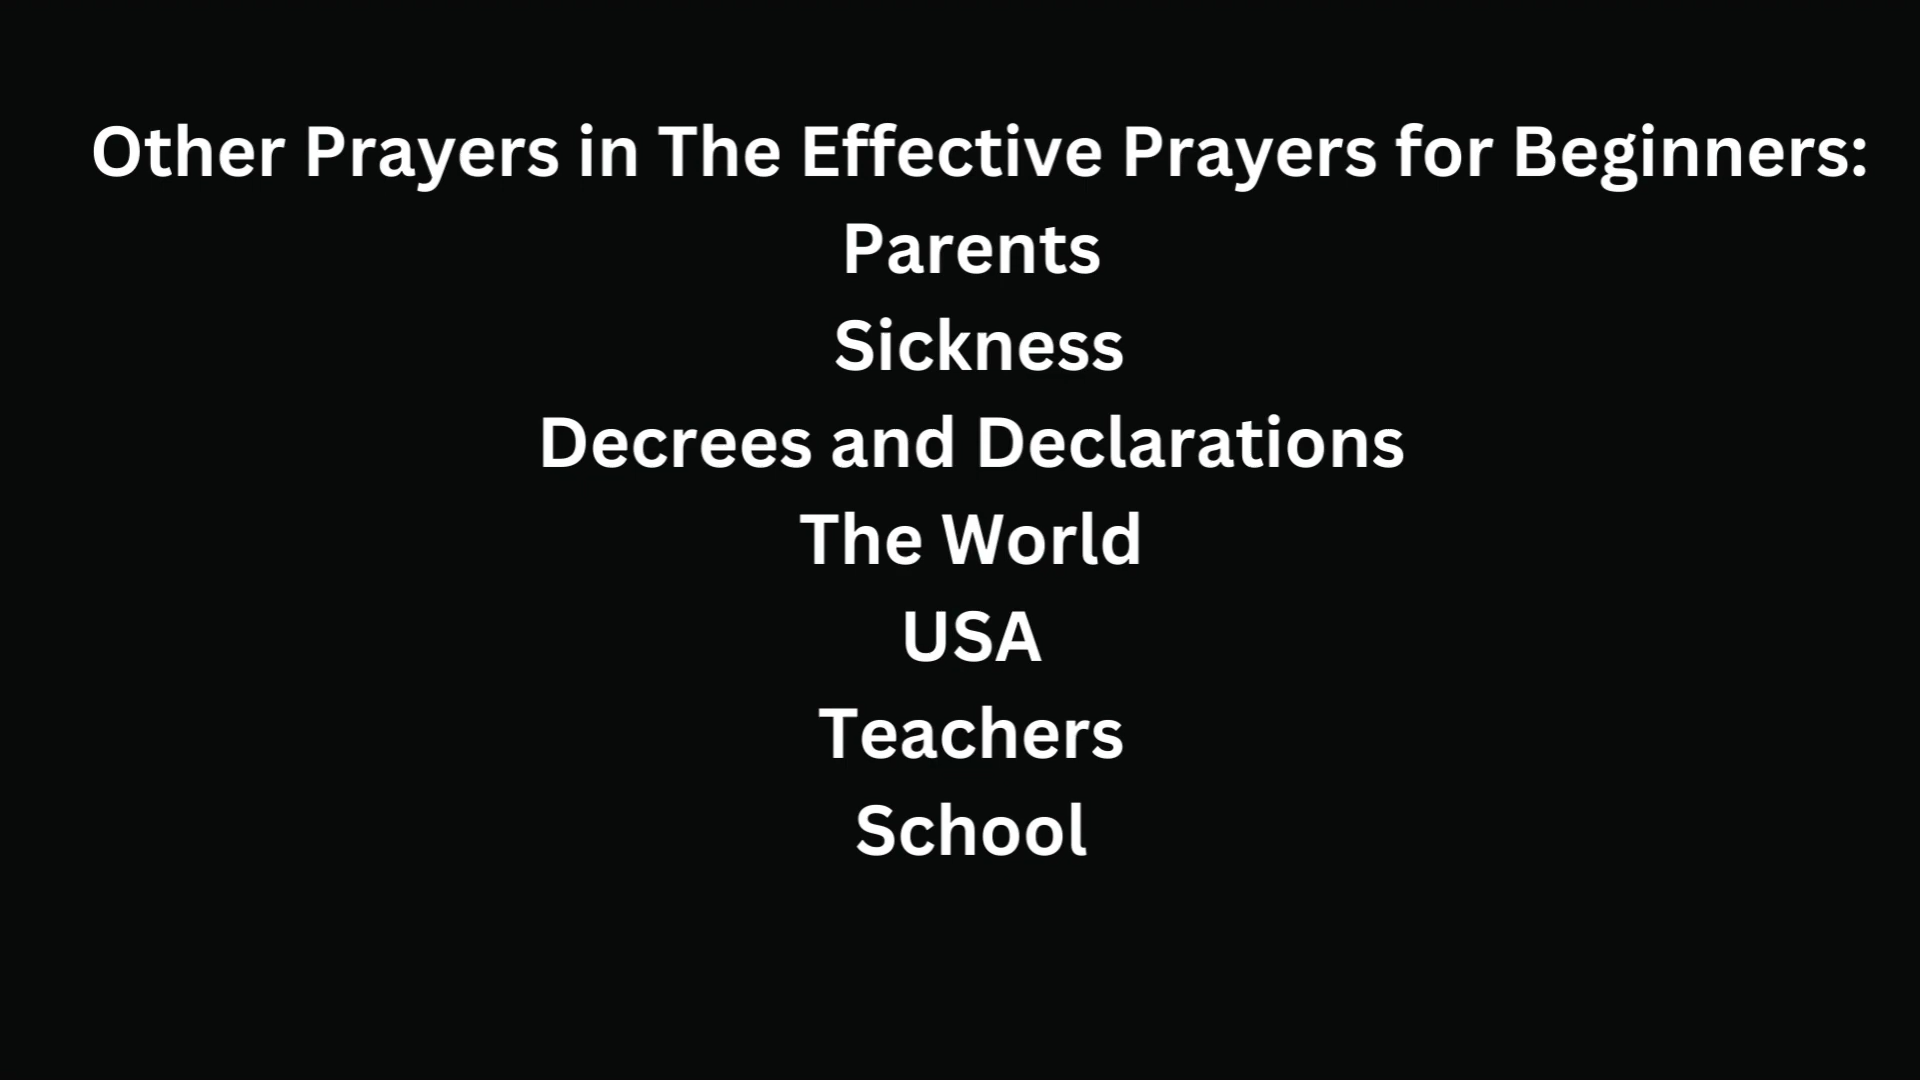 Other Prayers in The Effective Prayers for Beginners:
Parents
Sickness
Decrees and Declarations
The World
USA
Teachers
School